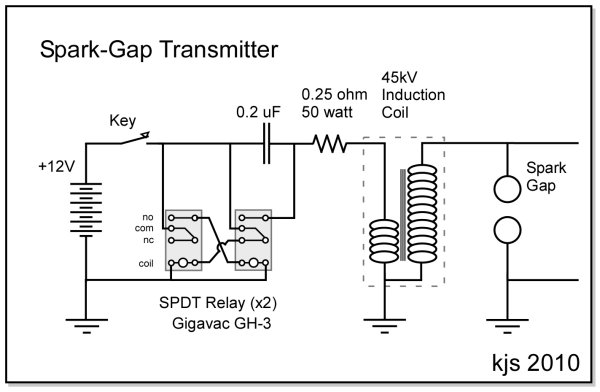 Spark-Gap Transmitter
45kV
Induction
Coil
0.25 ohm
50 watt
0.2 uF
Key
+12V
Spark
Gap
no
com
nc
coil
SPDT Relay (x2)
Gigavac GH-3
kjs 2010